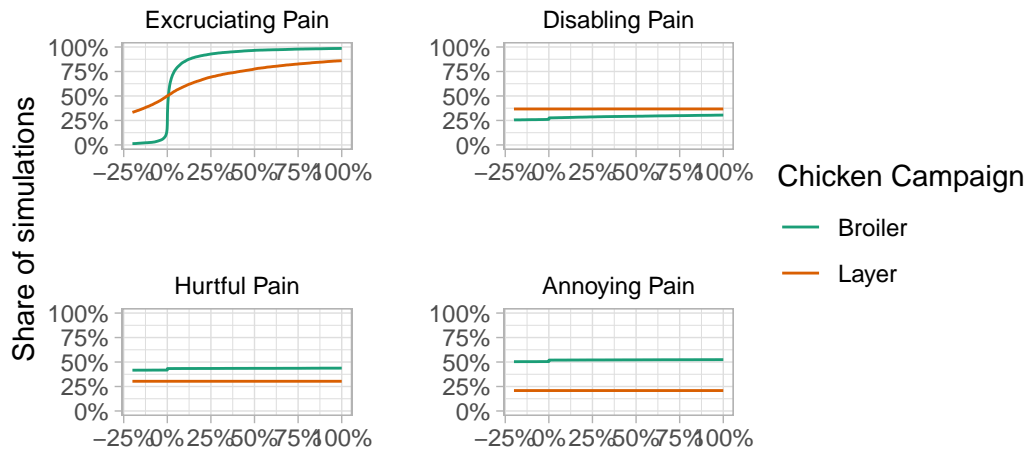 Excruciating Pain
Disabling Pain
100%
75%
50%
25%
0%
−25% 0% 25% 50% 75% 100%
100%
75%
50%
25%
0%
−25% 0% 25% 50% 75% 100%
Share of simulations
Chicken Campaign
Broiler
Layer
Hurtful Pain
Annoying Pain
100%
75%
50%
25%
0%
−25% 0% 25% 50% 75% 100%
100%
75%
50%
25%
0%
−25% 0% 25% 50% 75% 100%